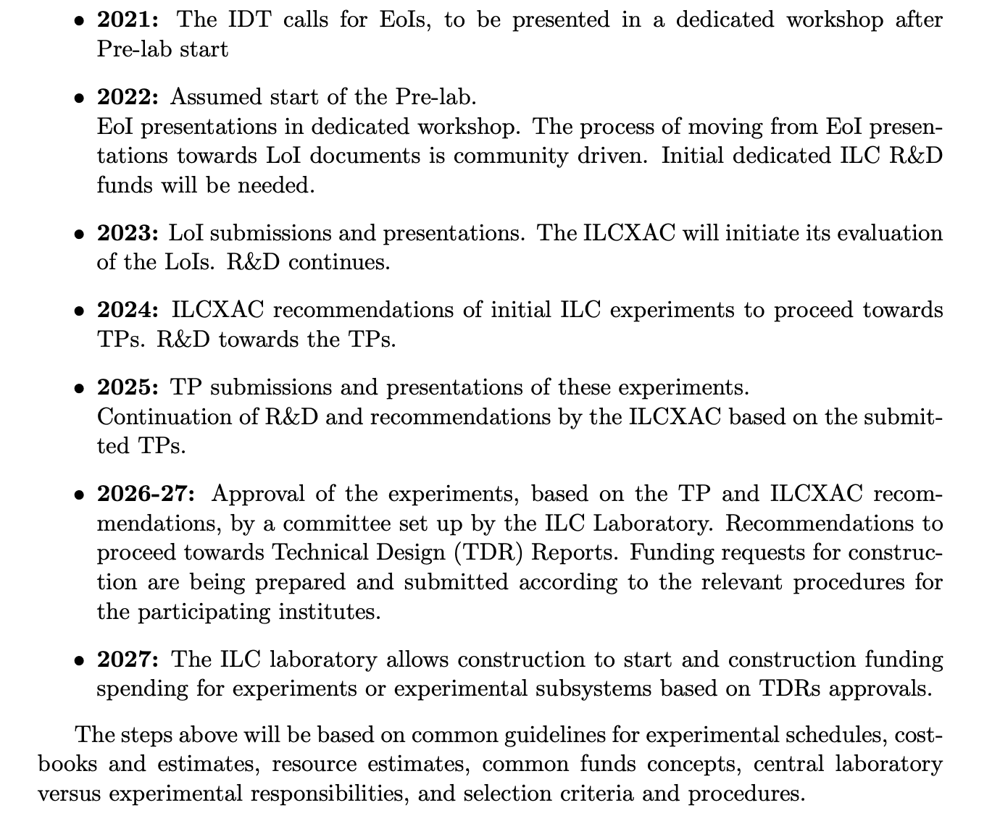 • 2021: The IDT calls for EoIs, to be presented in a dedicated workshop after
Pre-lab start
• 2022: Assumed start of the Pre-lab.
EoI presentations in dedicated workshop. The process of moving from EoI presen-
tations towards LoI documents is community driven. Initial dedicated ILC R&D
funds will be needed.
• 2023: LoI submissions and presentations. The ILCXAC will initiate its evaluation
of the LoIs. R&D continues.
• 2024: ILCXAC recommendations of initial ILC experiments to proceed towards
TPs. R&D towards the TPs.
• 2025: TP submissions and presentations of these experiments.
Continuation of R&D and recommendations by the ILCXAC based on the submit-
ted TPs.
• 2026-27: Approval of the experiments, based on the TP and ILCXAC recom-
mendations, by a committee set up by the ILC Laboratory. Recommendations to
proceed towards Technical Design (TDR) Reports. Funding requests for construc-
tion are being prepared and submitted according to the relevant procedures for
the participating institutes.
• 2027: The ILC laboratory allows construction to start and construction funding
spending for experiments or experimental subsystems based on TDRs approvals.
The steps above will be based on common guidelines for experimental schedules, cost-
books and estimates, resource estimates, common funds concepts, central laboratory
versus experimental responsibilities, and selection criteria and procedures.